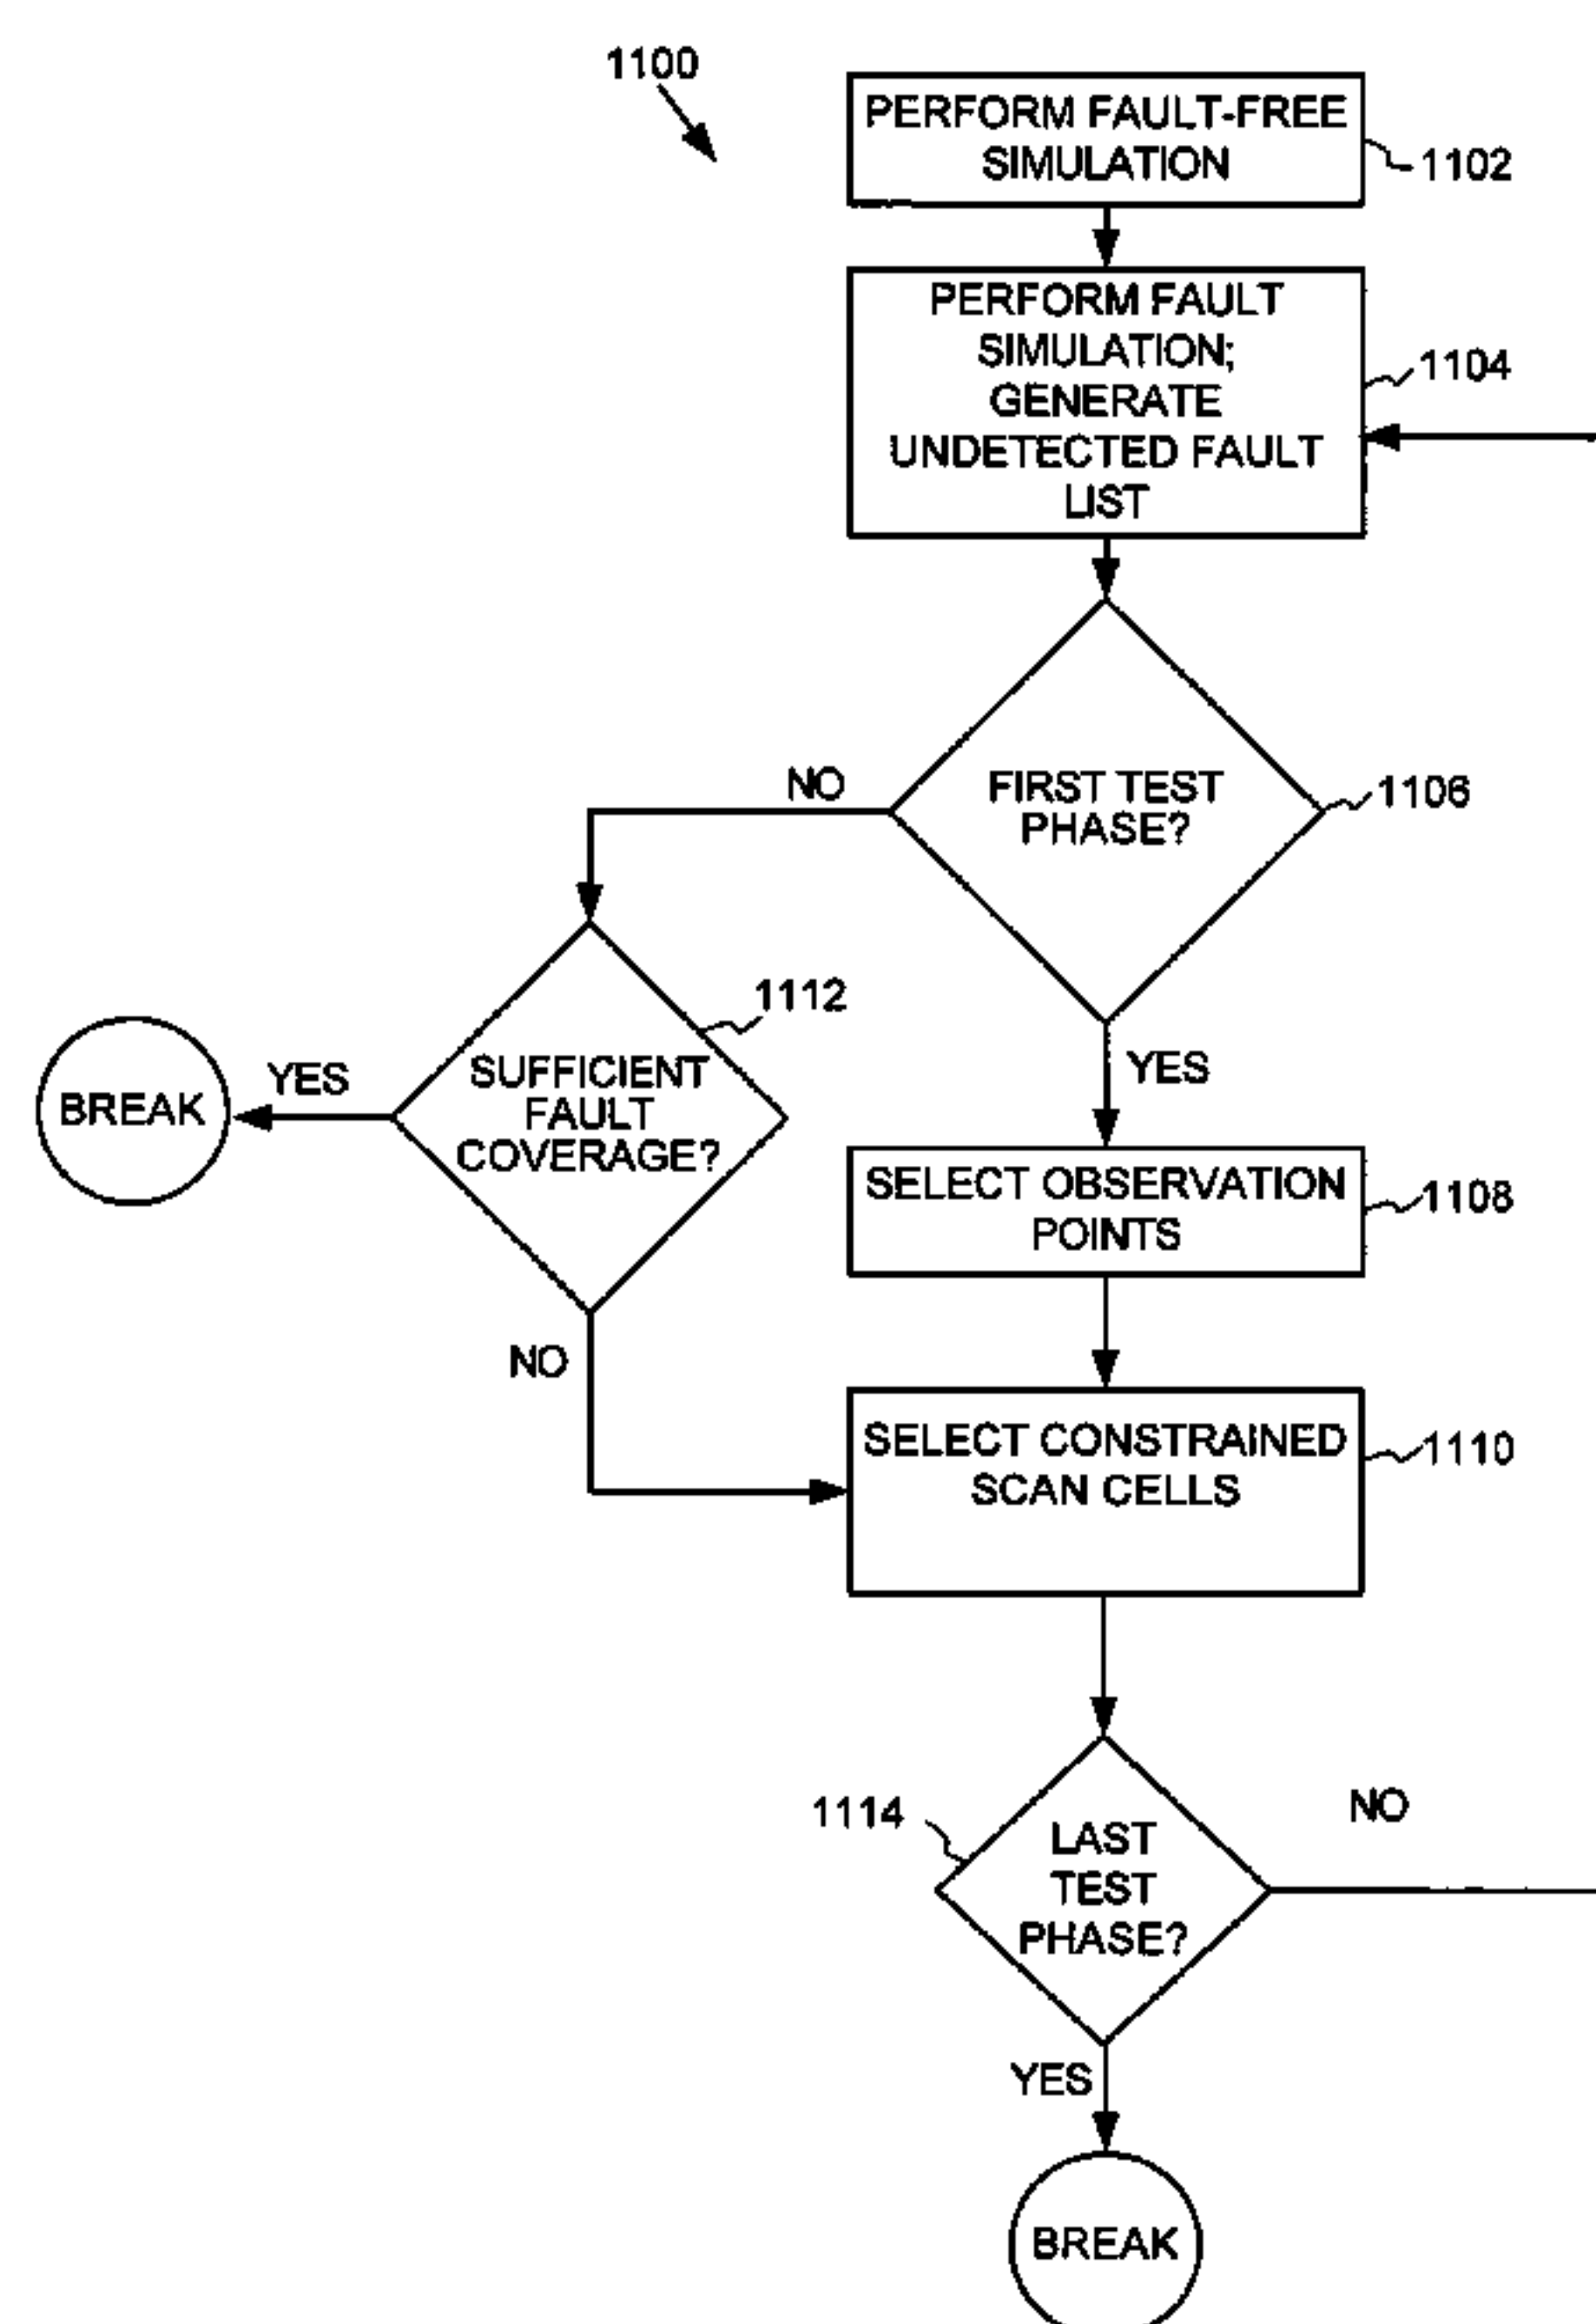 1100
PERFORM FAULT-FREE
SIMULATION
1102
PERFORM FAULT
SIMULATION;
GENERATE
UNDETECTED FAULT
LIST
1104
FIRST TEST
PHASE?
1106
NO
YES
1112
SUFFICIENT
FAULT
COVERAGE?
YES
BREAK
NO
SELECT OBSERVATION
POINTS
1108
SELECT CONSTRAINED
SCAN CELLS
1110
1114
LAST
TEST
PHASE?
NO
YES
BREAK